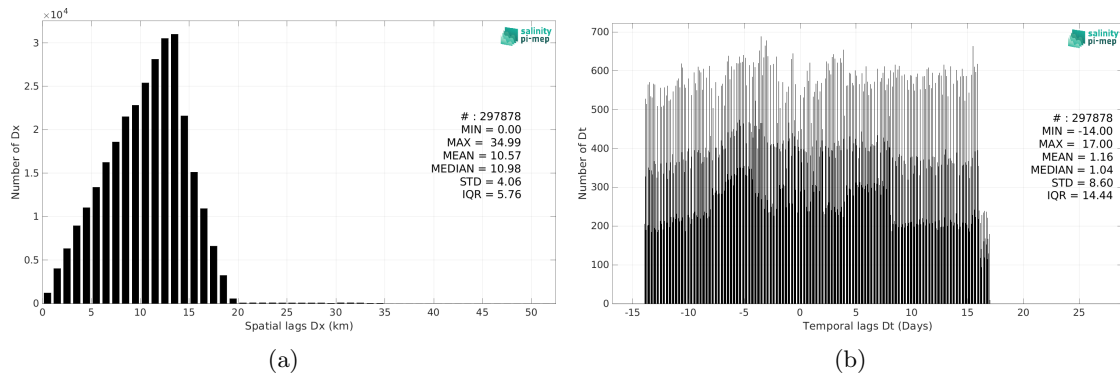 ×10⁴
3
2.5
2
1.5
1
0.5
0
Number of Dx
salinity
pi-mep
# : 297878
MIN = 0.00
MAX = 34.99
MEAN = 10.57
MEDIAN = 10.98
STD = 4.06
IQR = 5.76
0 5 10 15 20 25 30 35 40 45 50
Spatial lags Dx (km)
(a)
700
600
500
400
300
200
100
0
Number of Dt
salinity
pi-mep
# : 297878
MIN = -14.00
MAX = 17.00
MEAN = 1.16
MEDIAN = 1.04
STD = 8.60
IQR = 14.44
-15 -10 -5 0 5 10 15 20 25
Temporal lags Dt (Days)
(b)